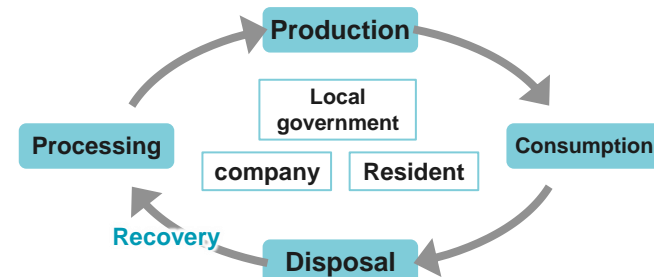 Production
Local
government
Processing
Consumption
company
Resident
Recovery
Disposal